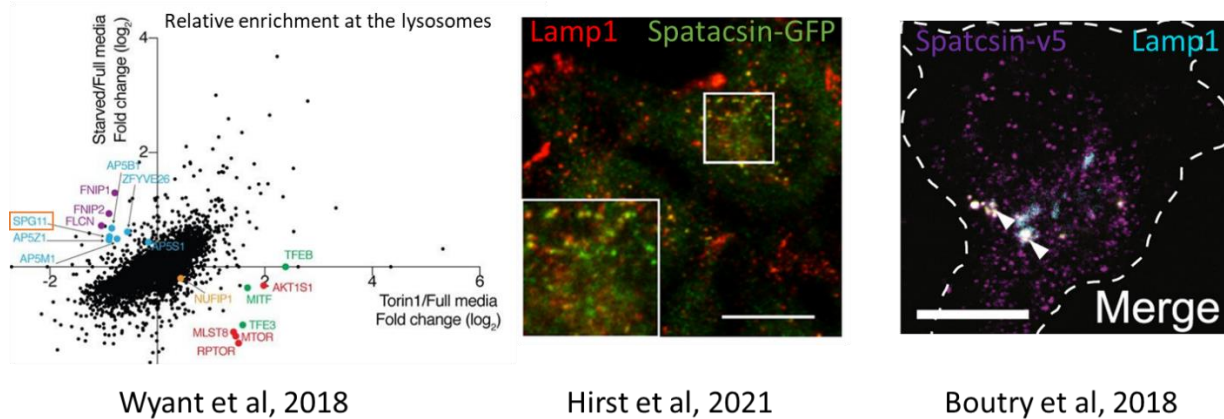 Relative enrichment at the lysosomes
4
Starved/Full media
Fold change (log2)
2
AP5B1
ZFYVE26
FNIP1
FNIP2
SPG11
FLCN
AP5Z1
AP5S1
AP5M1
TFEB
-2
2
4
6
NUFIP1
AKT1S1
MITF
Torin1/Full media
Fold change (log2)
MLST8
TFE3
MTOR
RPTOR
Lamp1 Spatacsin-GFP
Spatcsin-v5 Lamp1
Merge
Wyant et al, 2018
Hirst et al, 2021
Boutry et al, 2018